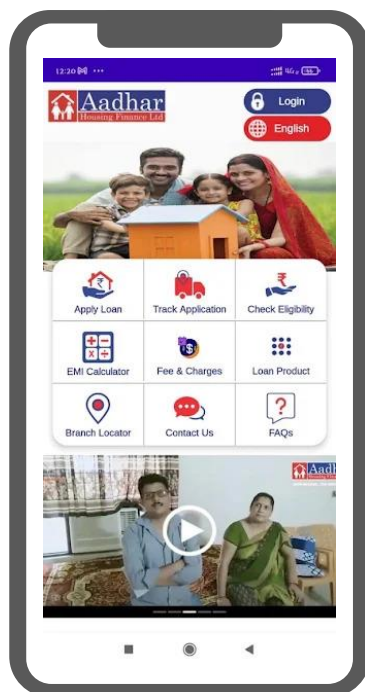 12:20
Aadhar
Housing Finance Ltd
Login
English
Apply Loan
Track Application
Check Eligibility
EMI Calculator
Fee & Charges
Loan Product
Branch Locator
Contact Us
FAQs